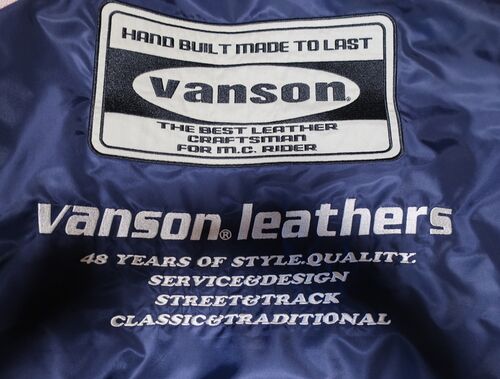 HAND BUILT MADE TO LAST
vanson®
THE BEST LEATHER
CRAFTSMAN
FOR M.C. RIDER
vanson® leathers
48 YEARS OF STYLE.QUALITY.
SERVICE&DESIGN
STREET&TRACK
CLASSIC&TRADITIONAL